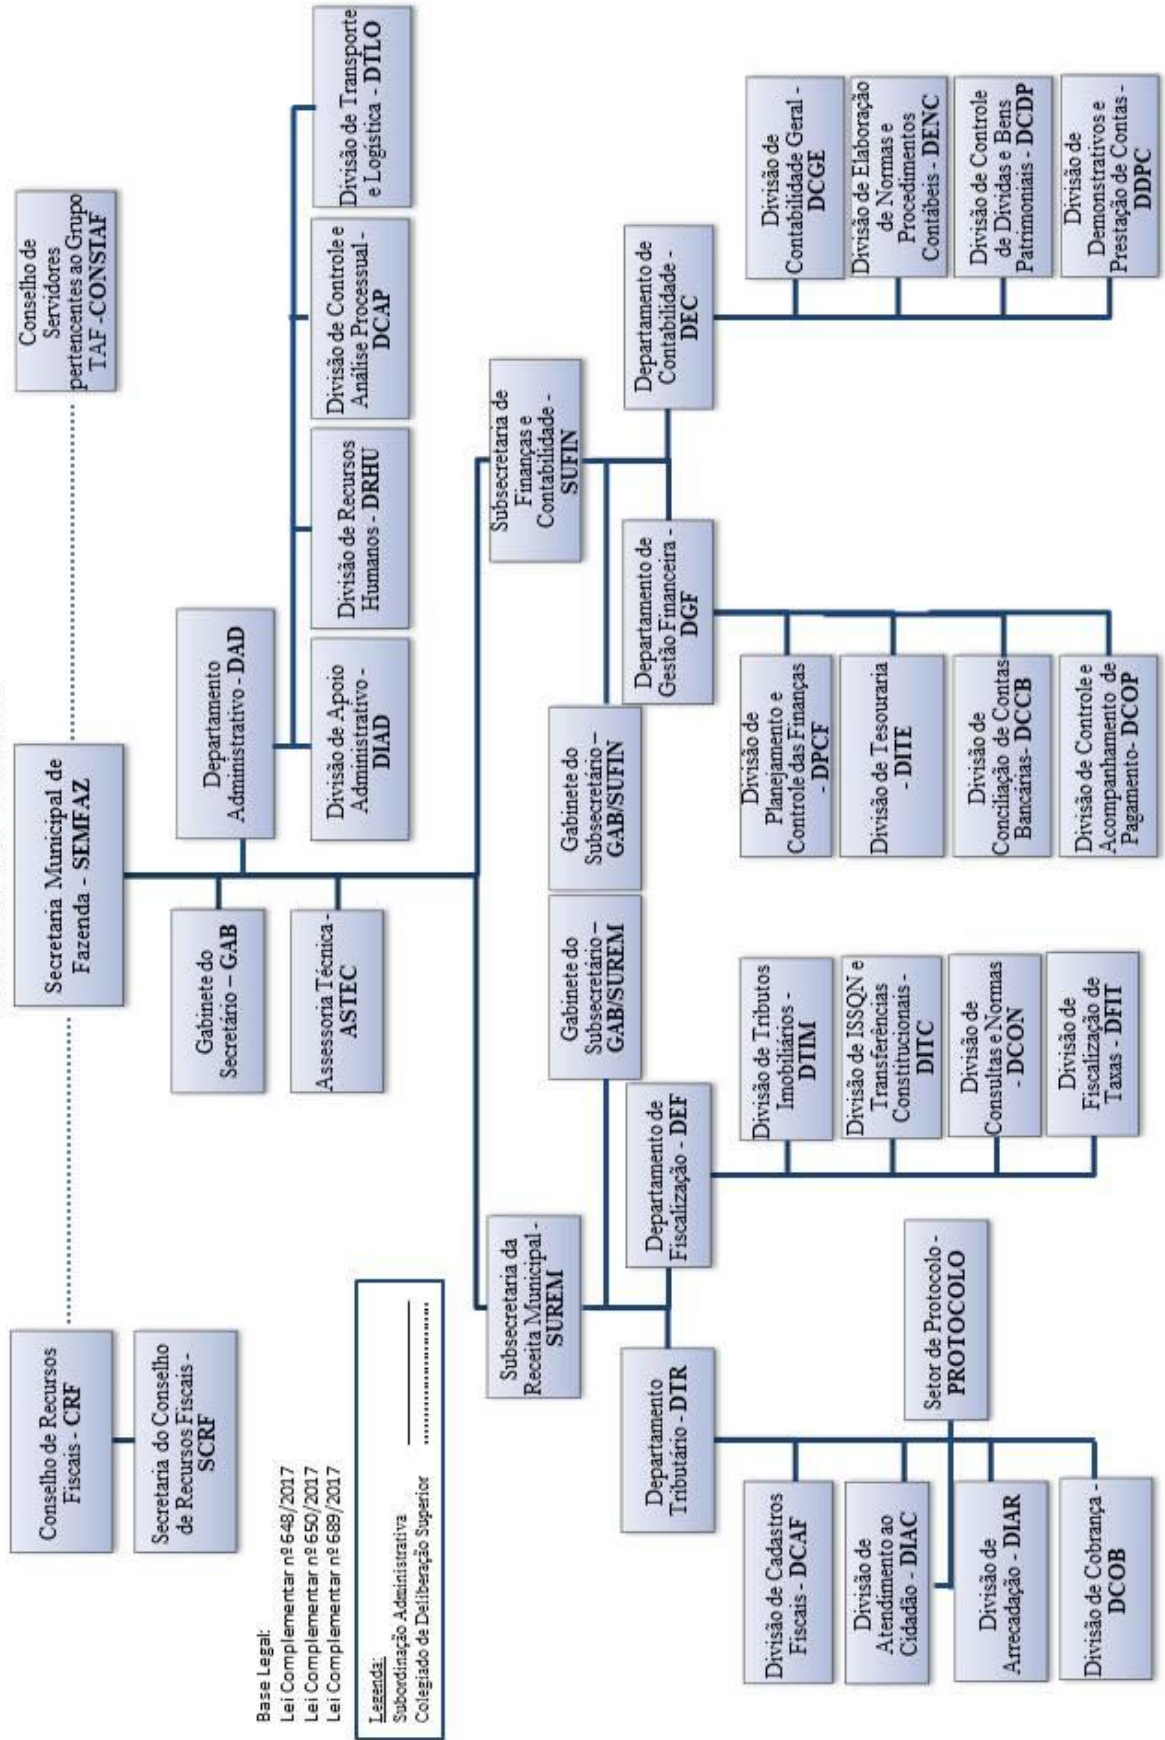 Secretaria Municipal de
Fazenda - SEMFAZ
Conselho de Recursos
Fiscais - CRF
Secretaria do Conselho
de Recursos Fiscais -
SCRF
Conselho de
Servidores
pertencentes ao Grupo
TAF -CONSTAF
Gabinete do
Secretário – GAB
Assessoria Técnica-
ASTEC
Departamento
Administrativo - DAD
Divisão de Apoio
Administrativo -
DIAD
Divisão de Recursos
Humanos - DRHU
Divisão de Controle e
Análise Processual -
DCAP
Divisão de Transporte
e Logística - DTLO
Base Legal:
Lei Complementar nº 648/2017
Lei Complementar nº 650/2017
Lei Complementar nº 689/2017
Legenda:
Subordinação Administrativa
Colegiado de Deliberação Superior
Subsecretaria da
Receita Municipal -
SUREM
Subsecretaria de
Finanças e
Contabilidade -
SUFIN
Gabinete do
Subsecretário –
GAB/SUREM
Gabinete do
Subsecretário –
GAB/SUFIN
Departamento
Tributário - DTR
Departamento de
Fiscalização - DEF
Departamento de
Gestão Financeira -
DGF
Departamento de
Contabilidade -
DEC
Divisão de Cadastros
Fiscais - DCAF
Divisão de
Atendimento ao
Cidadão - DIAC
Divisão de
Arrecadação - DIAR
Divisão de Cobrança -
DCOB
Setor de Protocolo -
PROTOCOLO
Divisão de Tributos
Imobiliários -
DTIM
Divisão de ISSQN e
Transferências
Constitucionais -
DITC
Divisão de
Consultas e Normas
- DCON
Divisão de
Fiscalização de
Taxas - DFIT
Divisão de
Planejamento e
Controle das Finanças
- DPCF
Divisão de Tesouraria
- DITE
Divisão de
Conciliação de Contas
Bancárias- DCCB
Divisão de Controle e
Acompanhamento de
Pagamento- DCOP
Divisão de
Contabilidade Geral -
DCGE
Divisão de Elaboração
de Normas e
Procedimentos
Contábeis - DENC
Divisão de Controle
de Dividas e Bens
Patrimoniais - DCDP
Divisão de
Demonstrativos e
Prestação de Contas -
DDPC